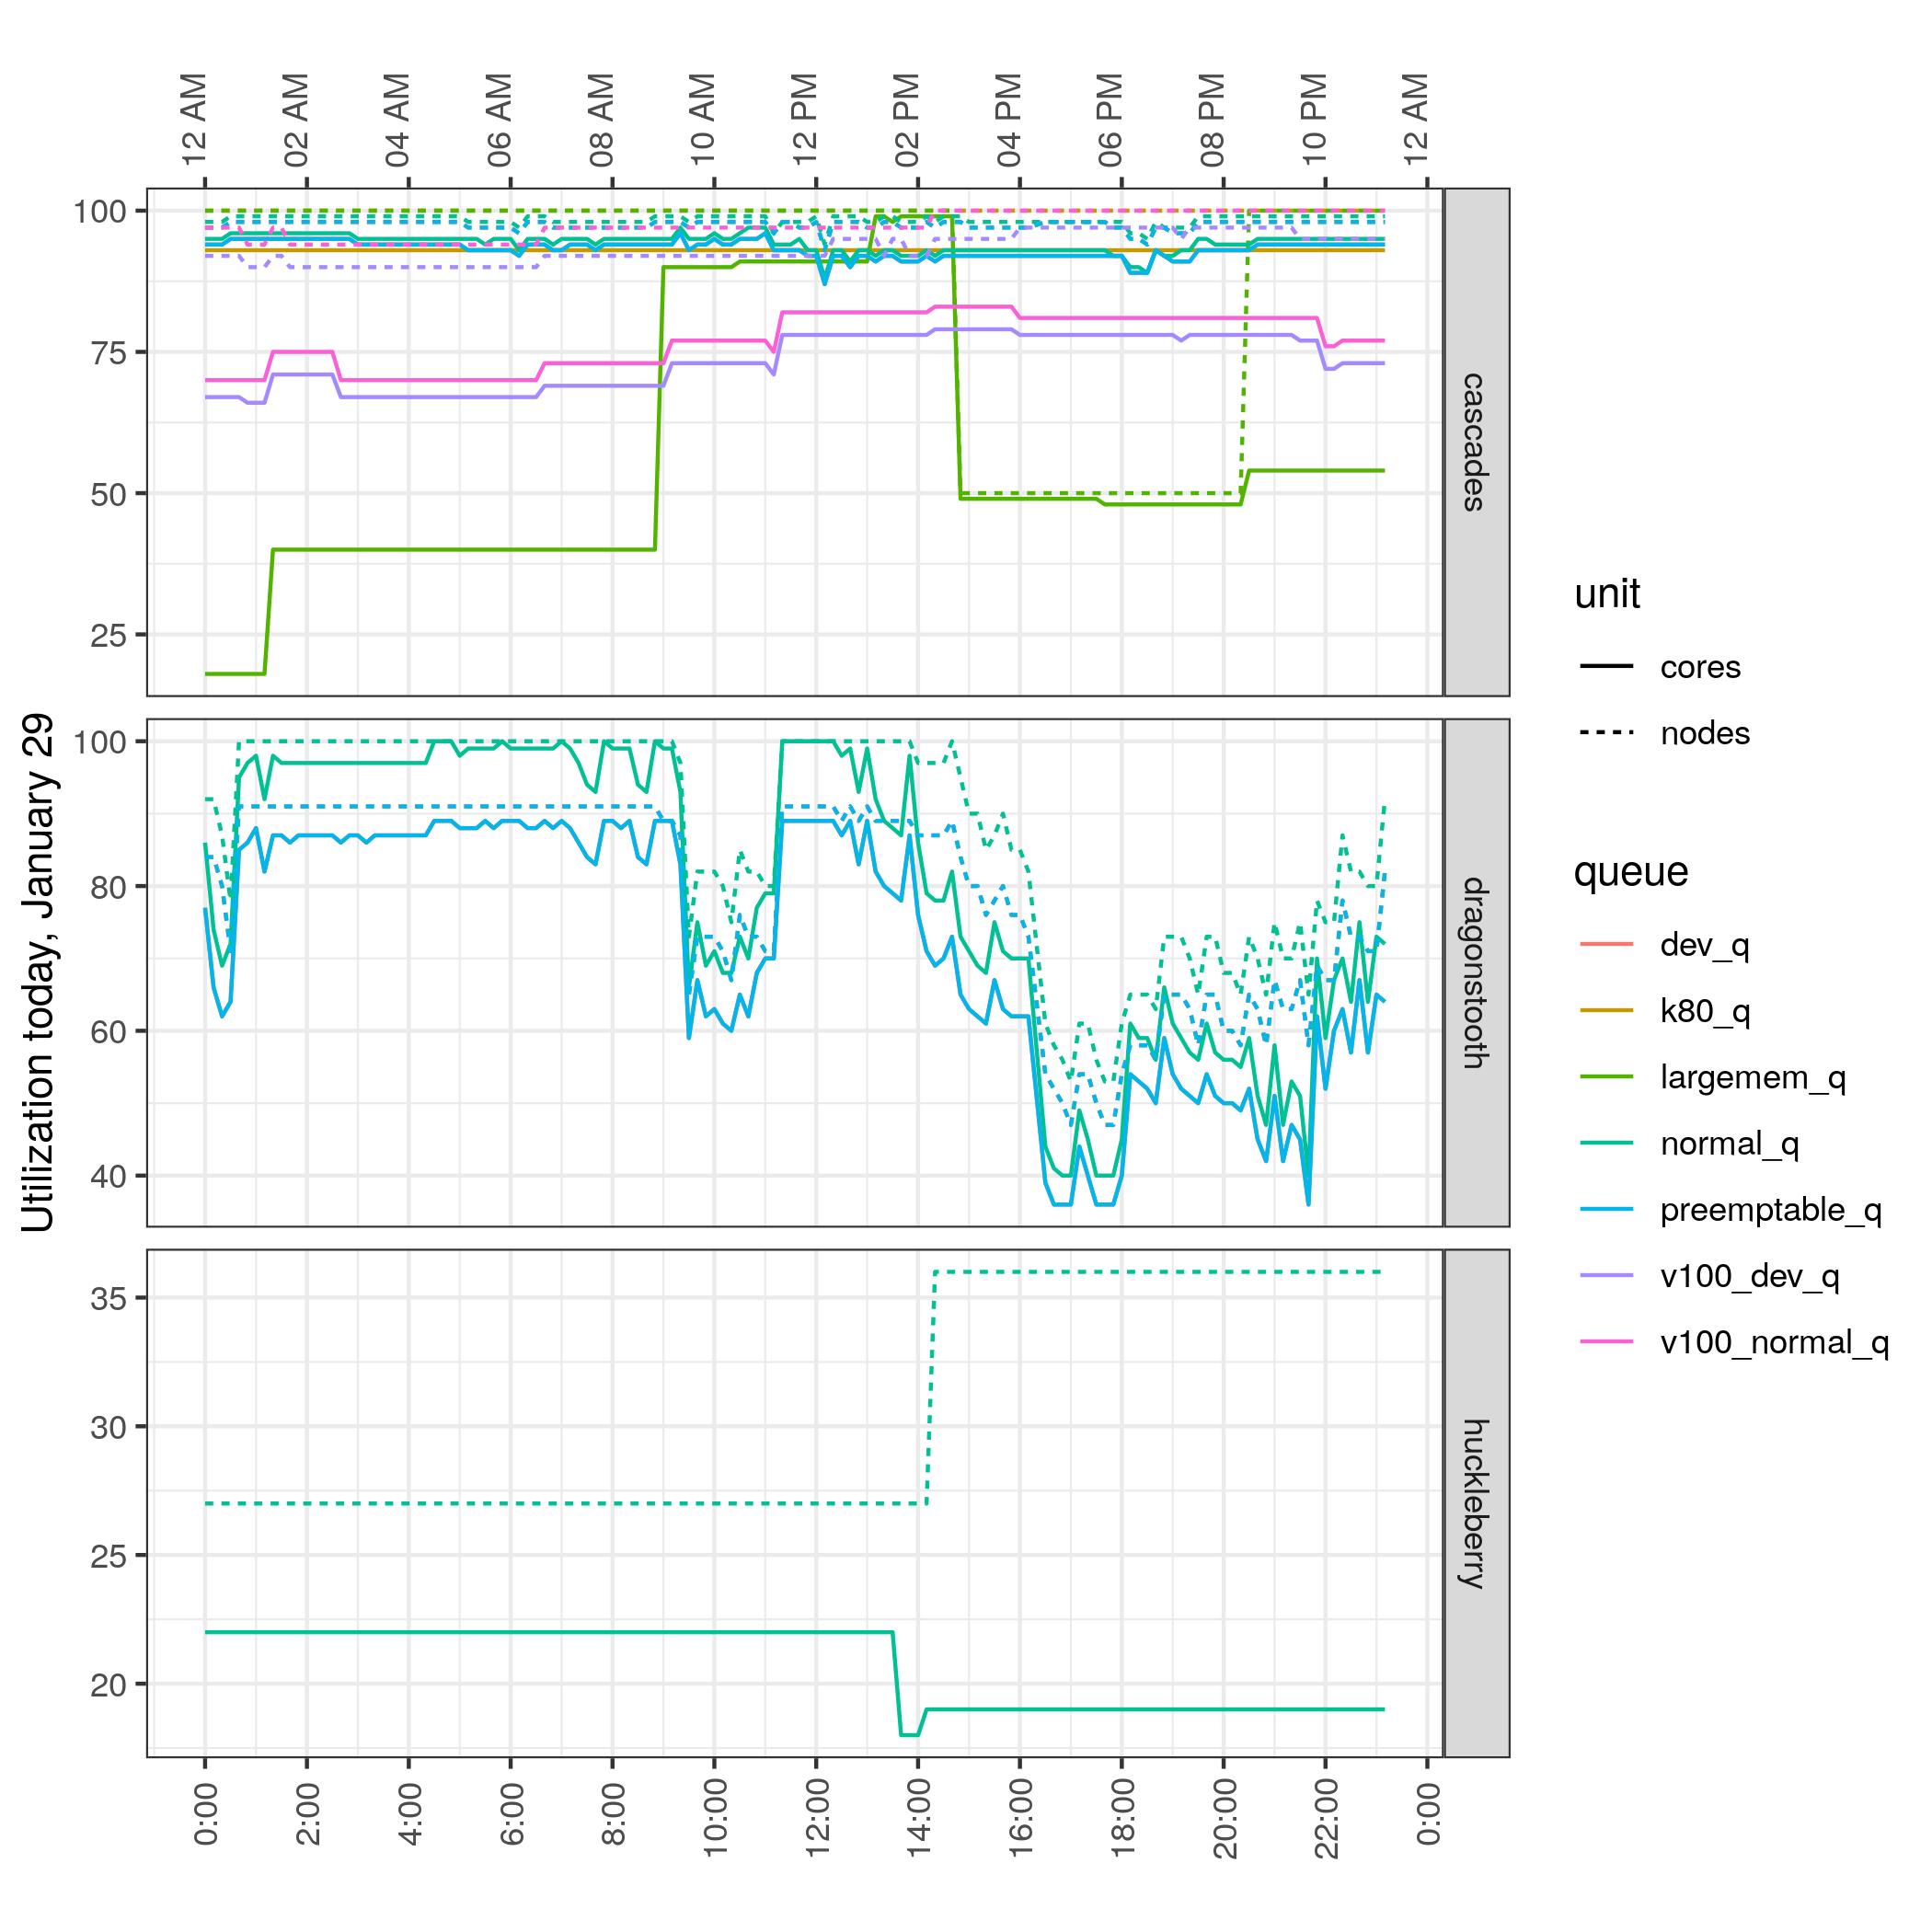 12 AM
02 AM
04 AM
06 AM
08 AM
10 AM
12 PM
02 PM
04 PM
06 PM
08 PM
10 PM
12 AM
Utilization today, January 29
100
75
50
25
cascades
100
80
60
40
dragonstooth
35
30
25
20
huckleberry
0:00
2:00
4:00
6:00
8:00
10:00
12:00
14:00
16:00
18:00
20:00
22:00
0:00
unit
cores
nodes
queue
dev_q
k80_q
largemem_q
normal_q
preemptable_q
v100_dev_q
v100_normal_q